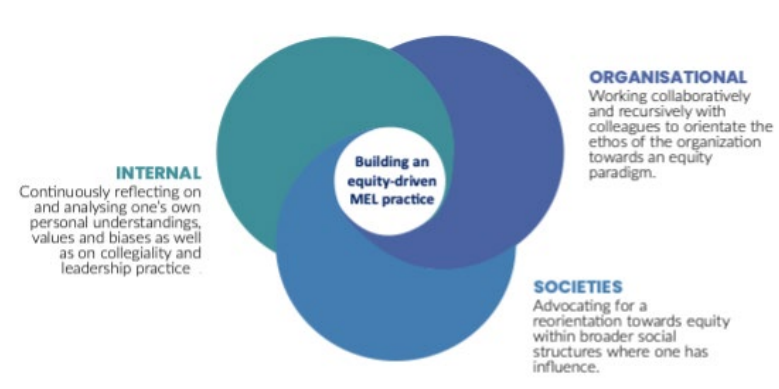 INTERNAL
Continuously reflecting on
and analysing one's own
personal understandings,
values and biases as well
as on collegiality and
leadership practice .
Building an
equity-driven
MEL practice
ORGANISATIONAL
Working collaboratively
and recursively with
colleagues to orientate the
ethos of the organization
towards an equity
paradigm.
SOCIETIES
Advocating for a
reorientation towards equity
within broader social
structures where one has
influence.